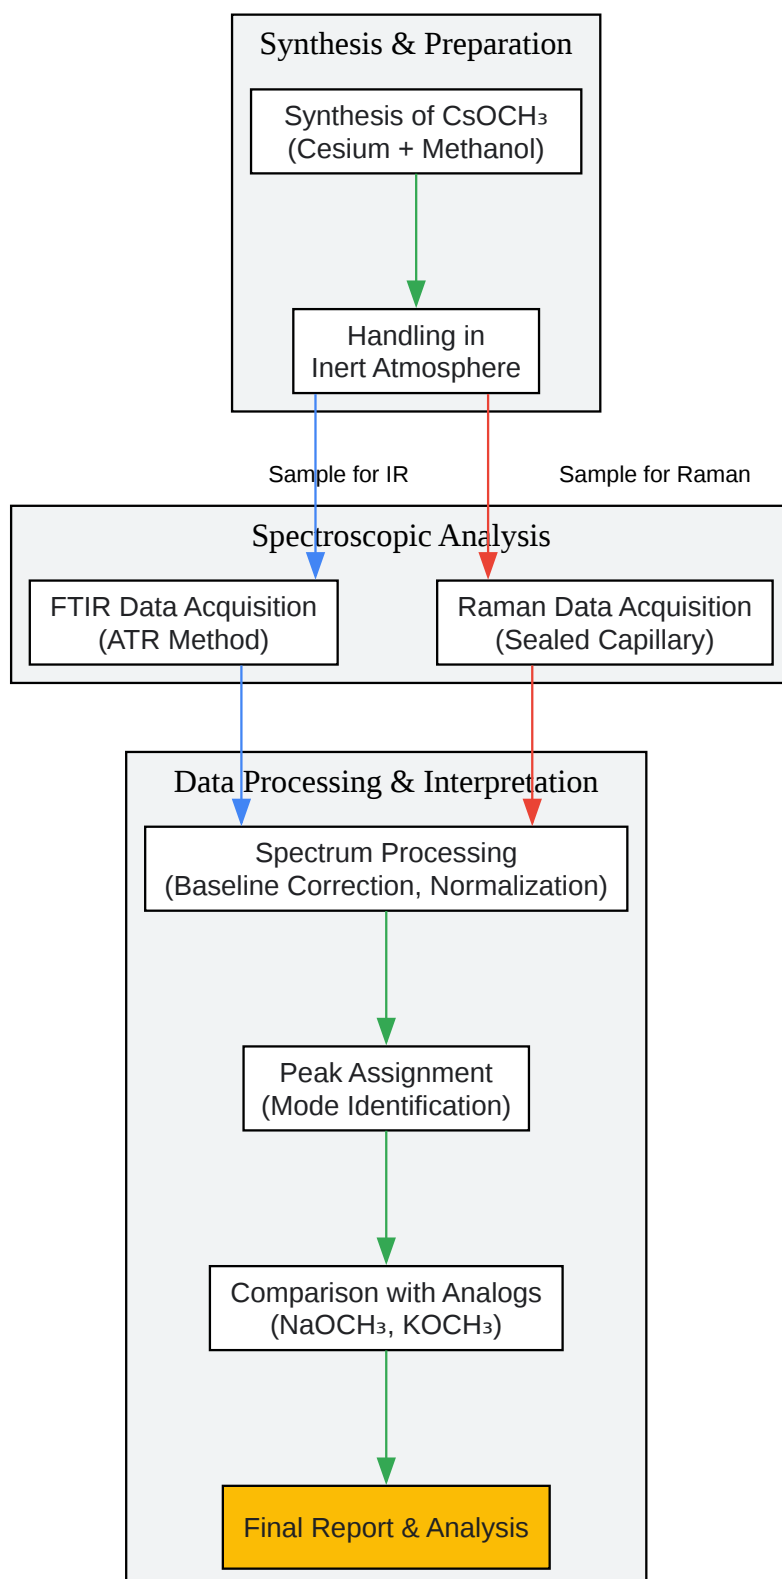 Synthesis & Preparation
Synthesis of CsOCH₃
(Cesium + Methanol)
Handling in
Inert Atmosphere
Sample for IR
Sample for Raman
Spectroscopic Analysis
FTIR Data Acquisition
(ATR Method)
Raman Data Acquisition
(Sealed Capillary)
Data Processing & Interpretation
Spectrum Processing
(Baseline Correction, Normalization)
Peak Assignment
(Mode Identification)
Comparison with Analogs
(NaOCH₃, KOCH₃)
Final Report & Analysis